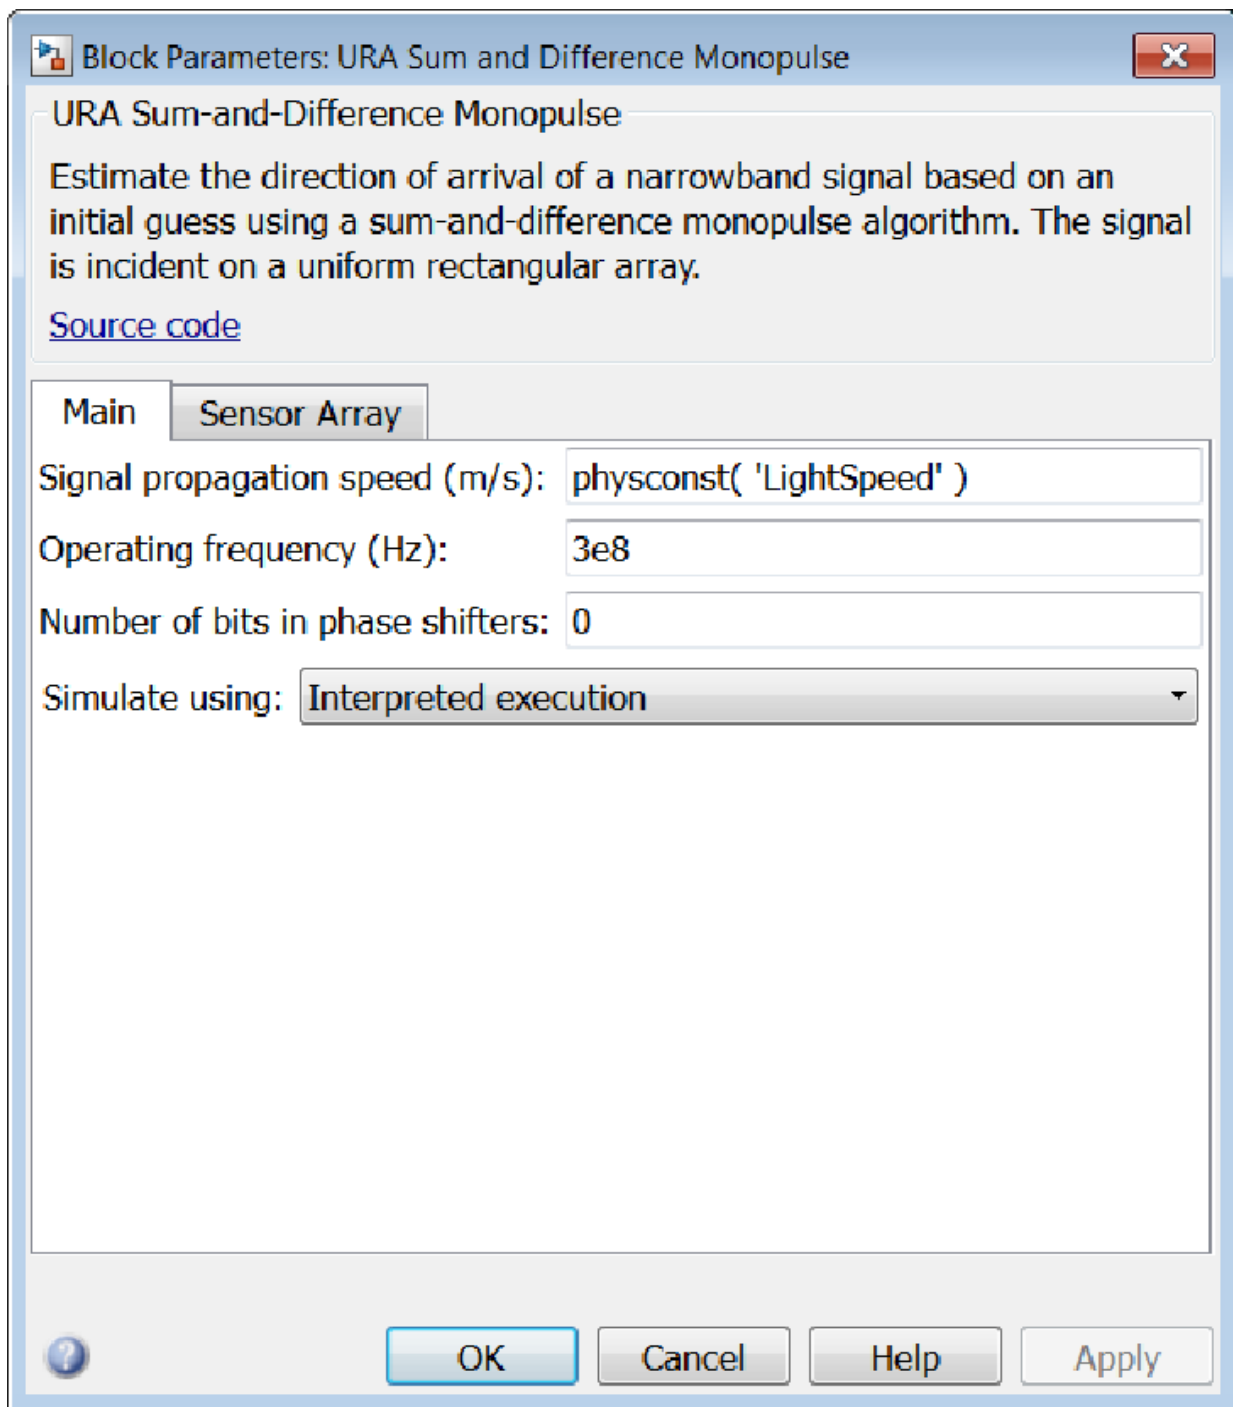 Block Parameters: URA Sum and Difference Monopulse
URA Sum-and-Difference Monopulse
Estimate the direction of arrival of a narrowband signal based on an
initial guess using a sum-and-difference monopulse algorithm. The signal
is incident on a uniform rectangular array.
Source code
Main Sensor Array
Signal propagation speed (m/s): physconst( 'LightSpeed' )
Operating frequency (Hz): 3e8
Number of bits in phase shifters: 0
Simulate using: Interpreted execution
? OK Cancel Help Apply